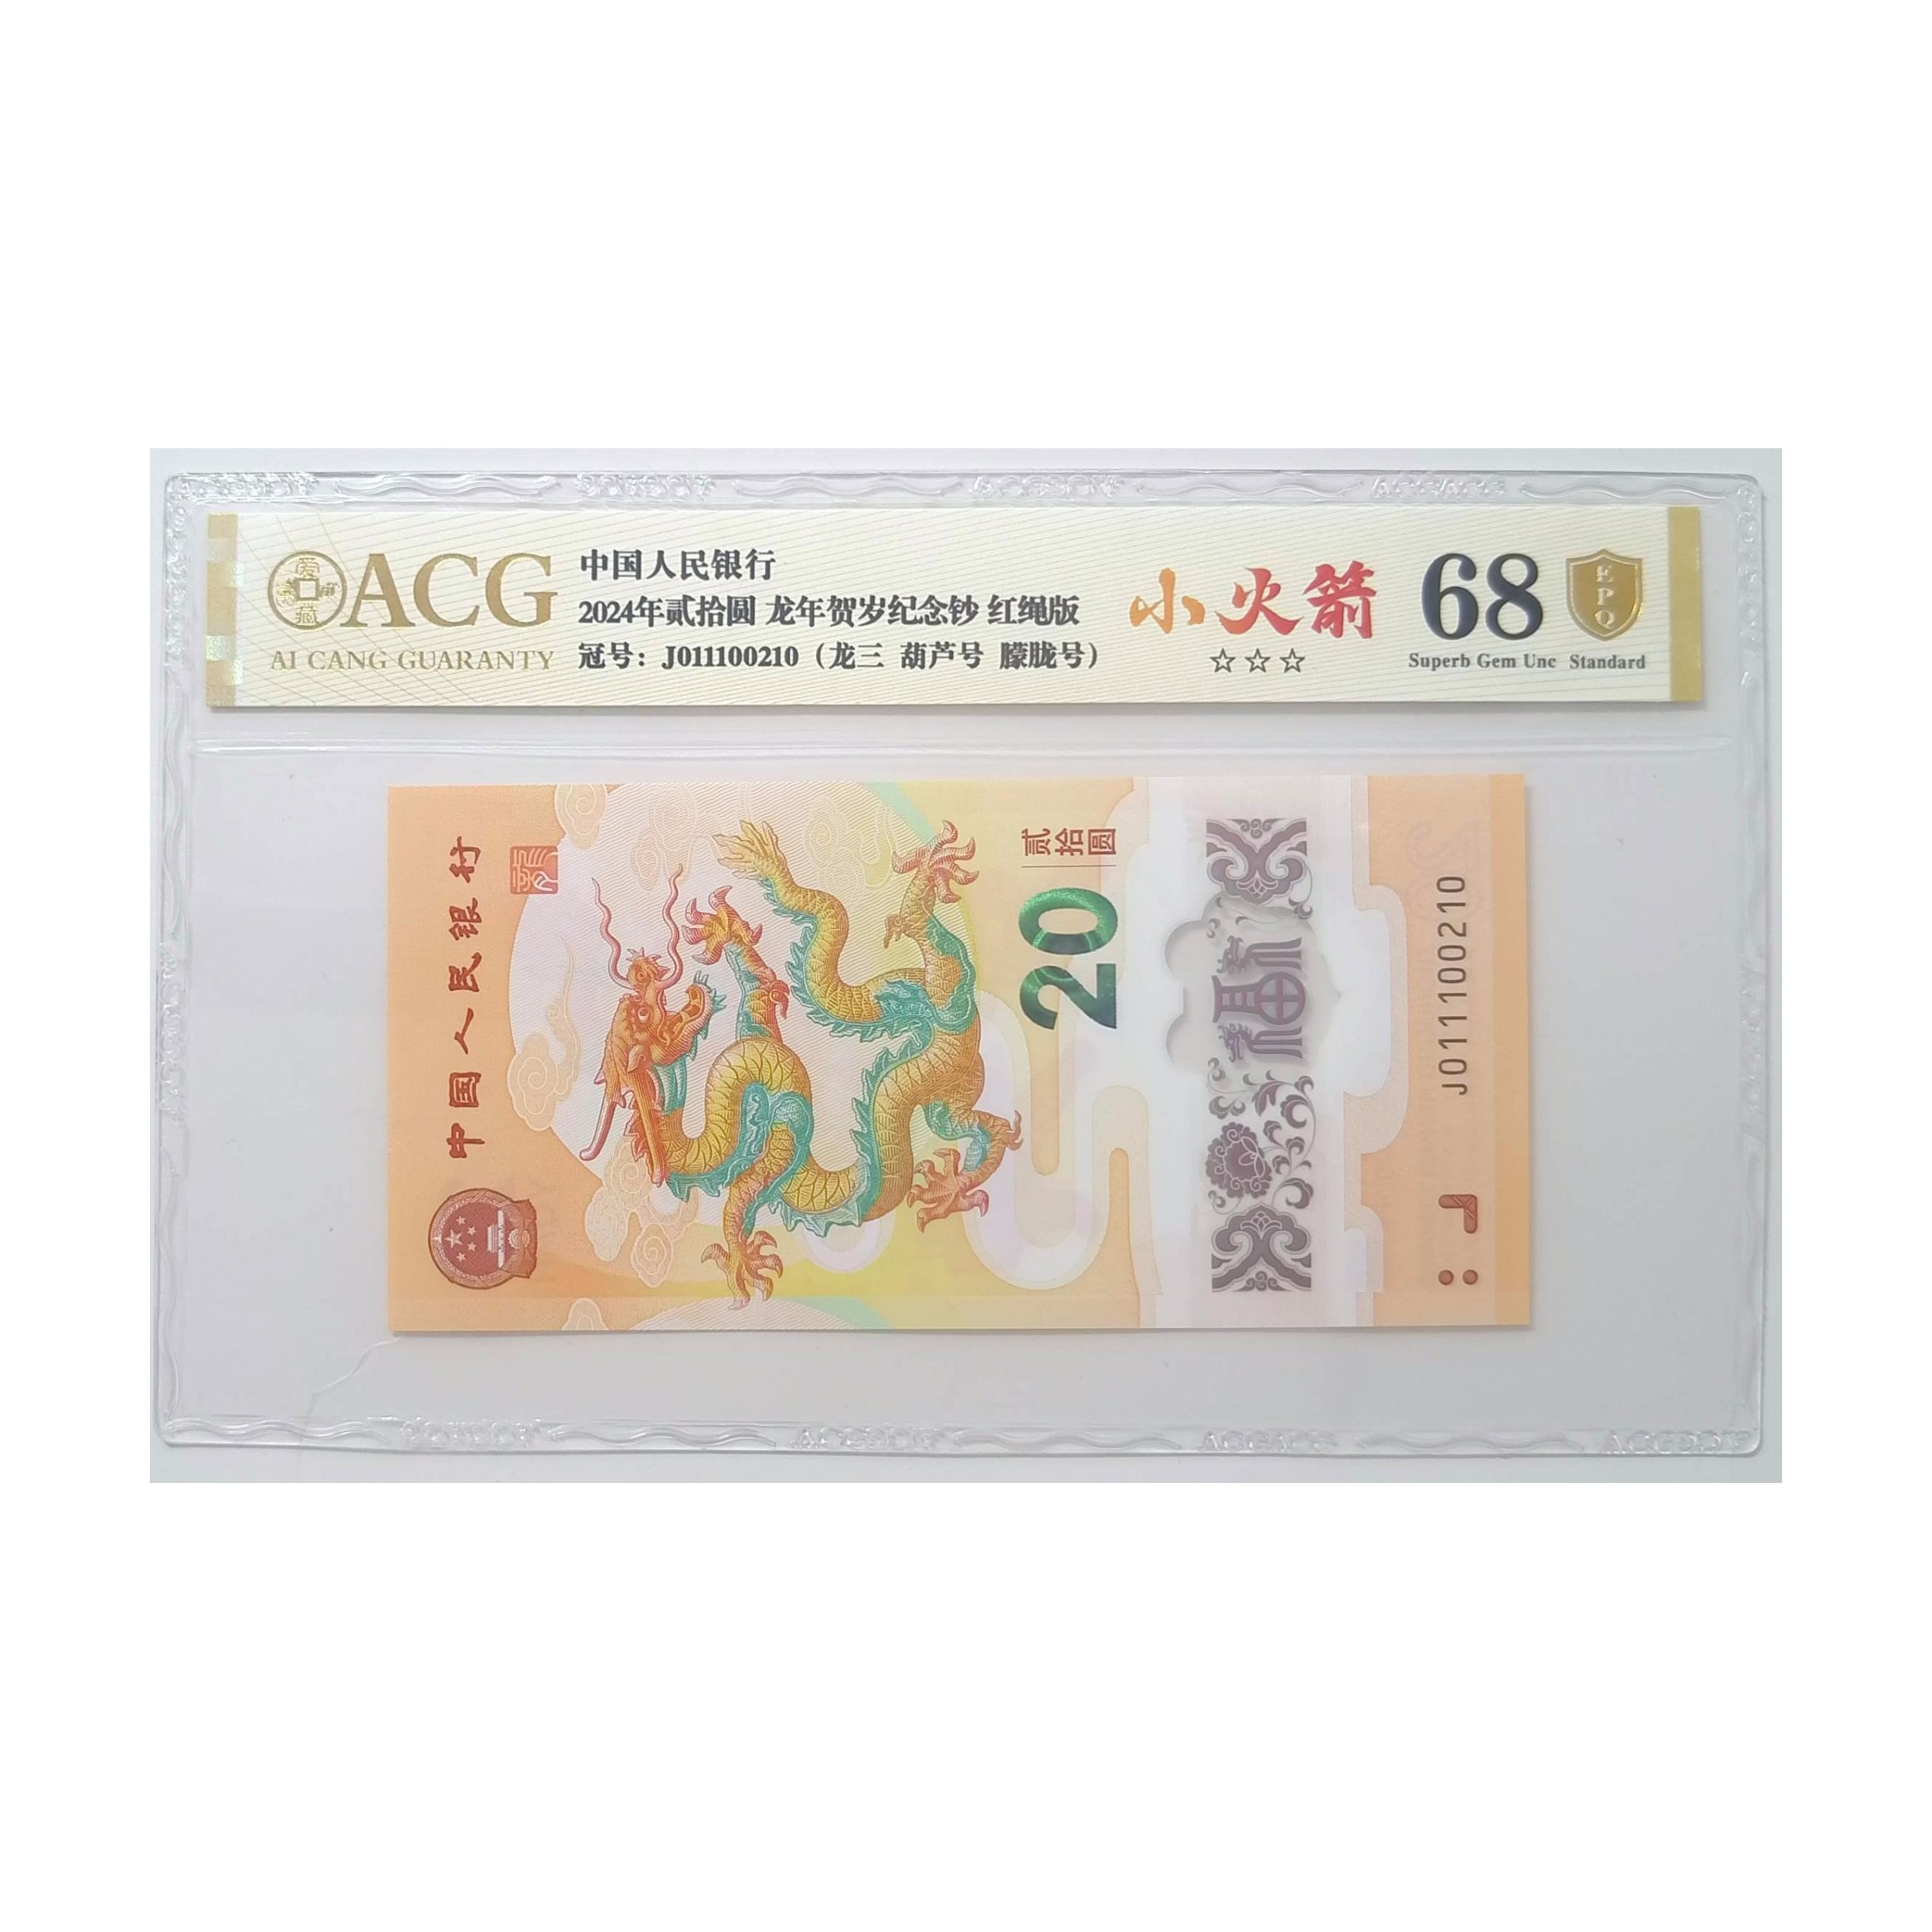 ACG
AI CANG GUARANTY
中国人民银行
2024年贰拾圆 龙年贺岁纪念钞 红绳版
冠号：J011100210（龙三 葫芦号 朦胧号）
小火箭
☆☆☆
68
EPQ
Superb Gem Unc Standard
中国人民银行
贰拾圆
20
J011100210